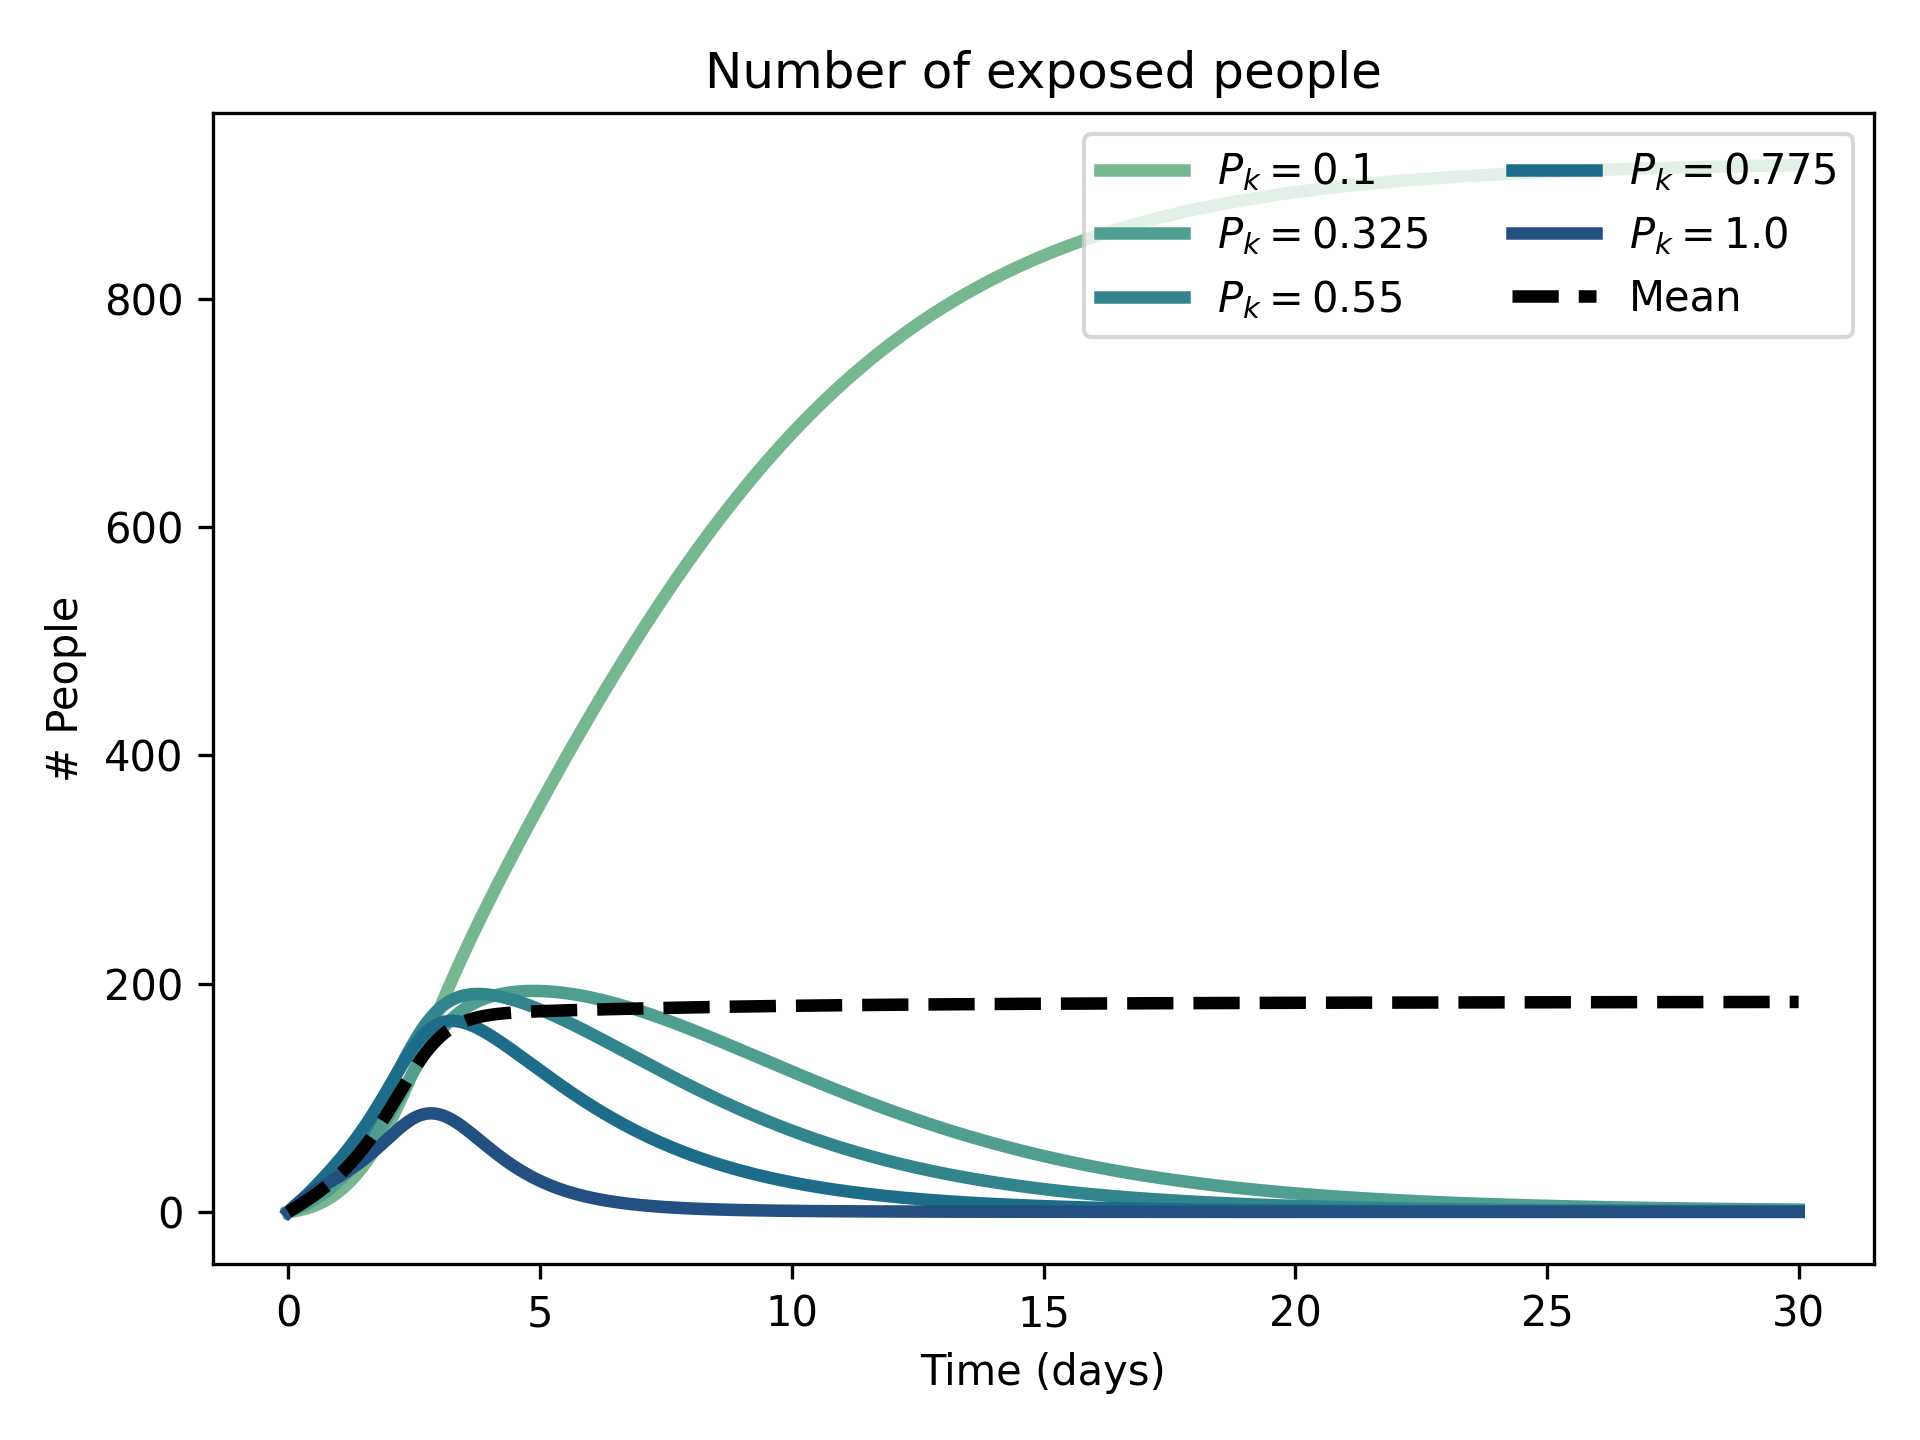 Number of exposed people
P_k = 0.1
P_k = 0.325
P_k = 0.55
P_k = 0.775
P_k = 1.0
Mean
# People
800
600
400
200
0
0 5 10 15 20 25 30
Time (days)